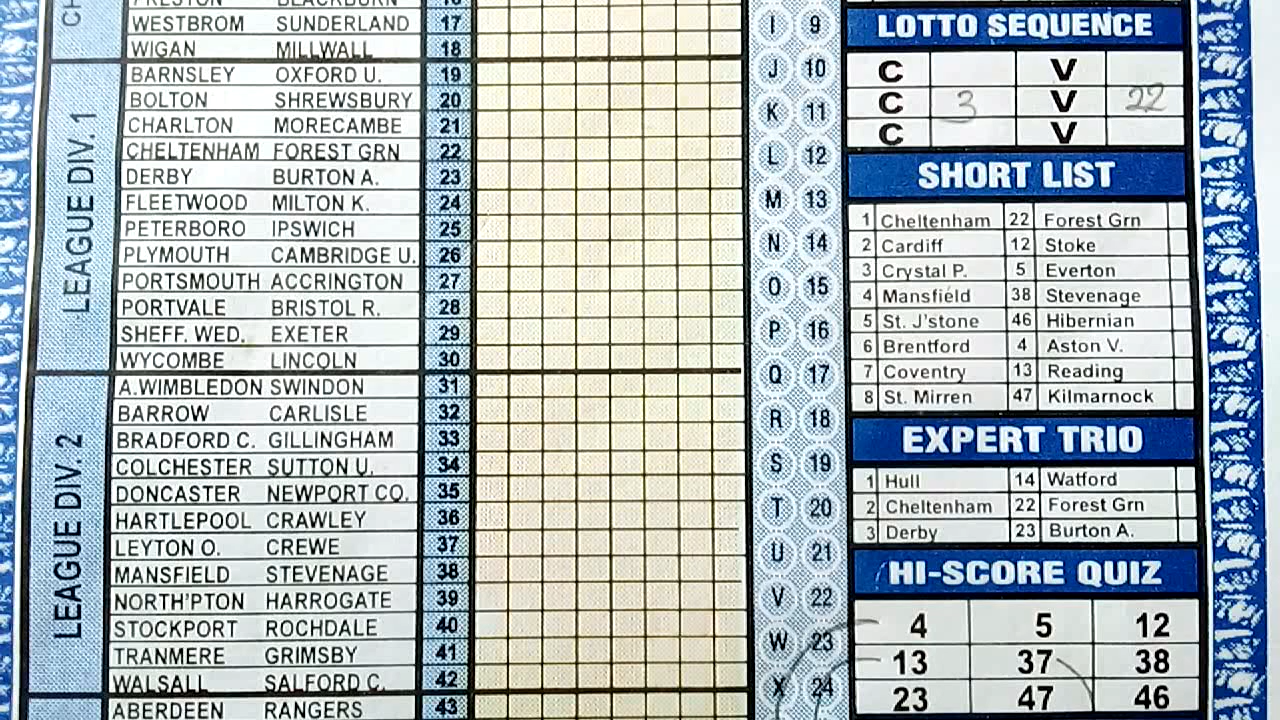 CH
PRESTON BLACKBURN 16
WESTBROM SUNDERLAND 17
WIGAN MILLWALL 18
LEAGUE DIV. 1
BARNSLEY OXFORD U. 19
BOLTON SHREWSBURY 20
CHARLTON MORECAMBE 21
CHELTENHAM FOREST GRN 22
DERBY BURTON A. 23
FLEETWOOD MILTON K. 24
PETERBORO IPSWICH 25
PLYMOUTH CAMBRIDGE U. 26
PORTSMOUTH ACCRINGTON 27
PORTVALE BRISTOL R. 28
SHEFF. WED. EXETER 29
WYCOMBE LINCOLN 30
LEAGUE DIV. 2
A.WIMBLEDON SWINDON 31
BARROW CARLISLE 32
BRADFORD C. GILLINGHAM 33
COLCHESTER SUTTON U. 34
DONCASTER NEWPORT CO. 35
HARTLEPOOL CRAWLEY 36
LEYTON O. CREWE 37
MANSFIELD STEVENAGE 38
NORTH'PTON HARROGATE 39
STOCKPORT ROCHDALE 40
TRANMERE GRIMSBY 41
WALSALL SALFORD C. 42
ABERDEEN RANGERS 43
I 9
J 10
K 11
L 12
M 13
N 14
O 15
P 16
Q 17
R 18
S 19
T 20
U 21
V 22
W 23
X 24
LOTTO SEQUENCE
C V
C 3 V 22
C V
SHORT LIST
1 Cheltenham 22 Forest Grn
2 Cardiff 12 Stoke
3 Crystal P. 5 Everton
4 Mansfield 38 Stevenage
5 St. J'stone 46 Hibernian
6 Brentford 4 Aston V.
7 Coventry 13 Reading
8 St. Mirren 47 Kilmarnock
EXPERT TRIO
1 Hull 14 Watford
2 Cheltenham 22 Forest Grn
3 Derby 23 Burton A.
HI-SCORE QUIZ
4 5 12
13 37 38
23 47 46